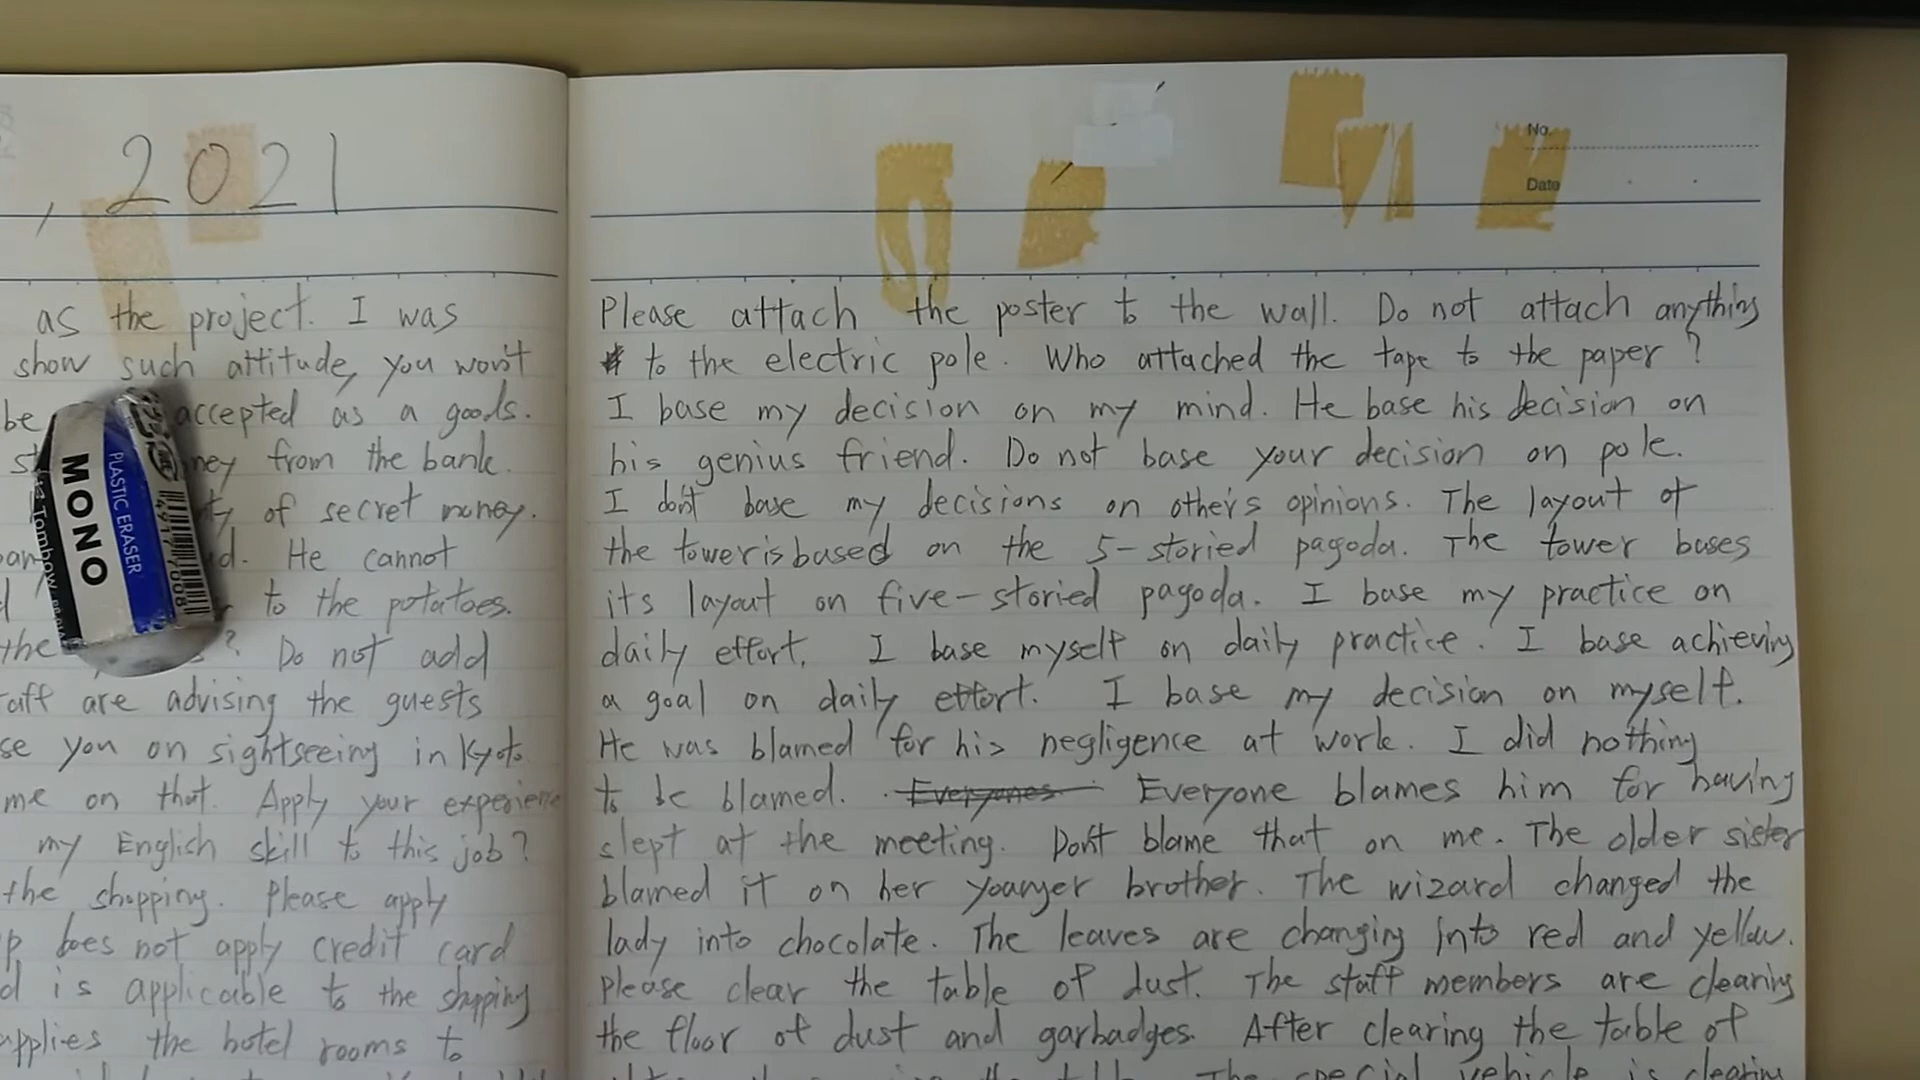 , 2021
as the project. I was
show such attitude, you won't
be accepted as a goods.
ney from the bank.
of secret money.
d. He cannot
to the potatoes.
the ? Do not add
aff are advising the guests
se you on sightseeing in Kyoto
me on that. Apply your experience
my English skill to this job?
the shopping. Please apply
p does not apply credit card
d is applicable to the shpping
applies the hotel rooms to
MONO
PLASTIC ERASER
Tombow
No.
Date
Please attach the poster to the wall. Do not attach anything
to the electric pole. Who attached the tape to the paper?
I base my decision on my mind. He base his decision on
his genius friend. Do not base your decision on pole.
I don't base my decisions on other's opinions. The layout of
the tower is based on the 5-storied pagoda. The tower bases
its layout on five-storied pagoda. I base my practice on
daily effort. I base myself on daily practice. I base achieving
a goal on daily effort. I base my decision on myself.
He was blamed for his negligence at work. I did nothing
to be blamed. Everyones Everyone blames him for having
slept at the meeting. Don't blame that on me. The older sister
blamed it on her younger brother. The wizard changed the
lady into chocolate. The leaves are changing into red and yellow.
Please clear the table of dust. The staff members are clearing
the floor of dust and garbadges. After clearing the table of
The special vehicle is clearing